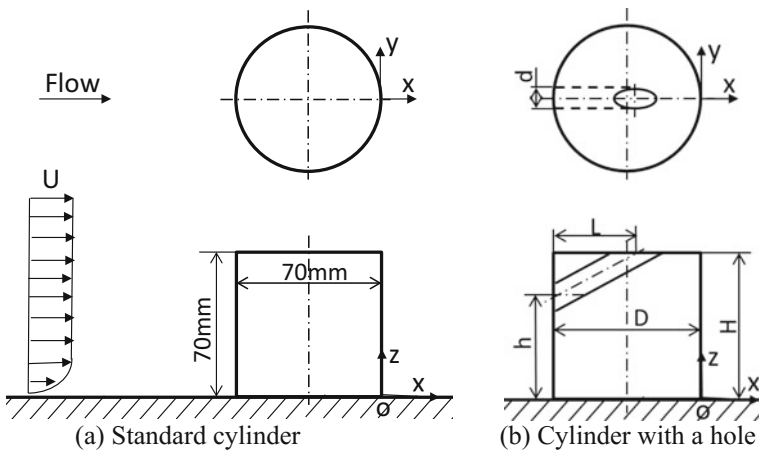 Flow
y
x
U
70mm
70mm
z
x
o
(a) Standard cylinder
d
y
x
L
D
H
h
z
x
o
(b) Cylinder with a hole